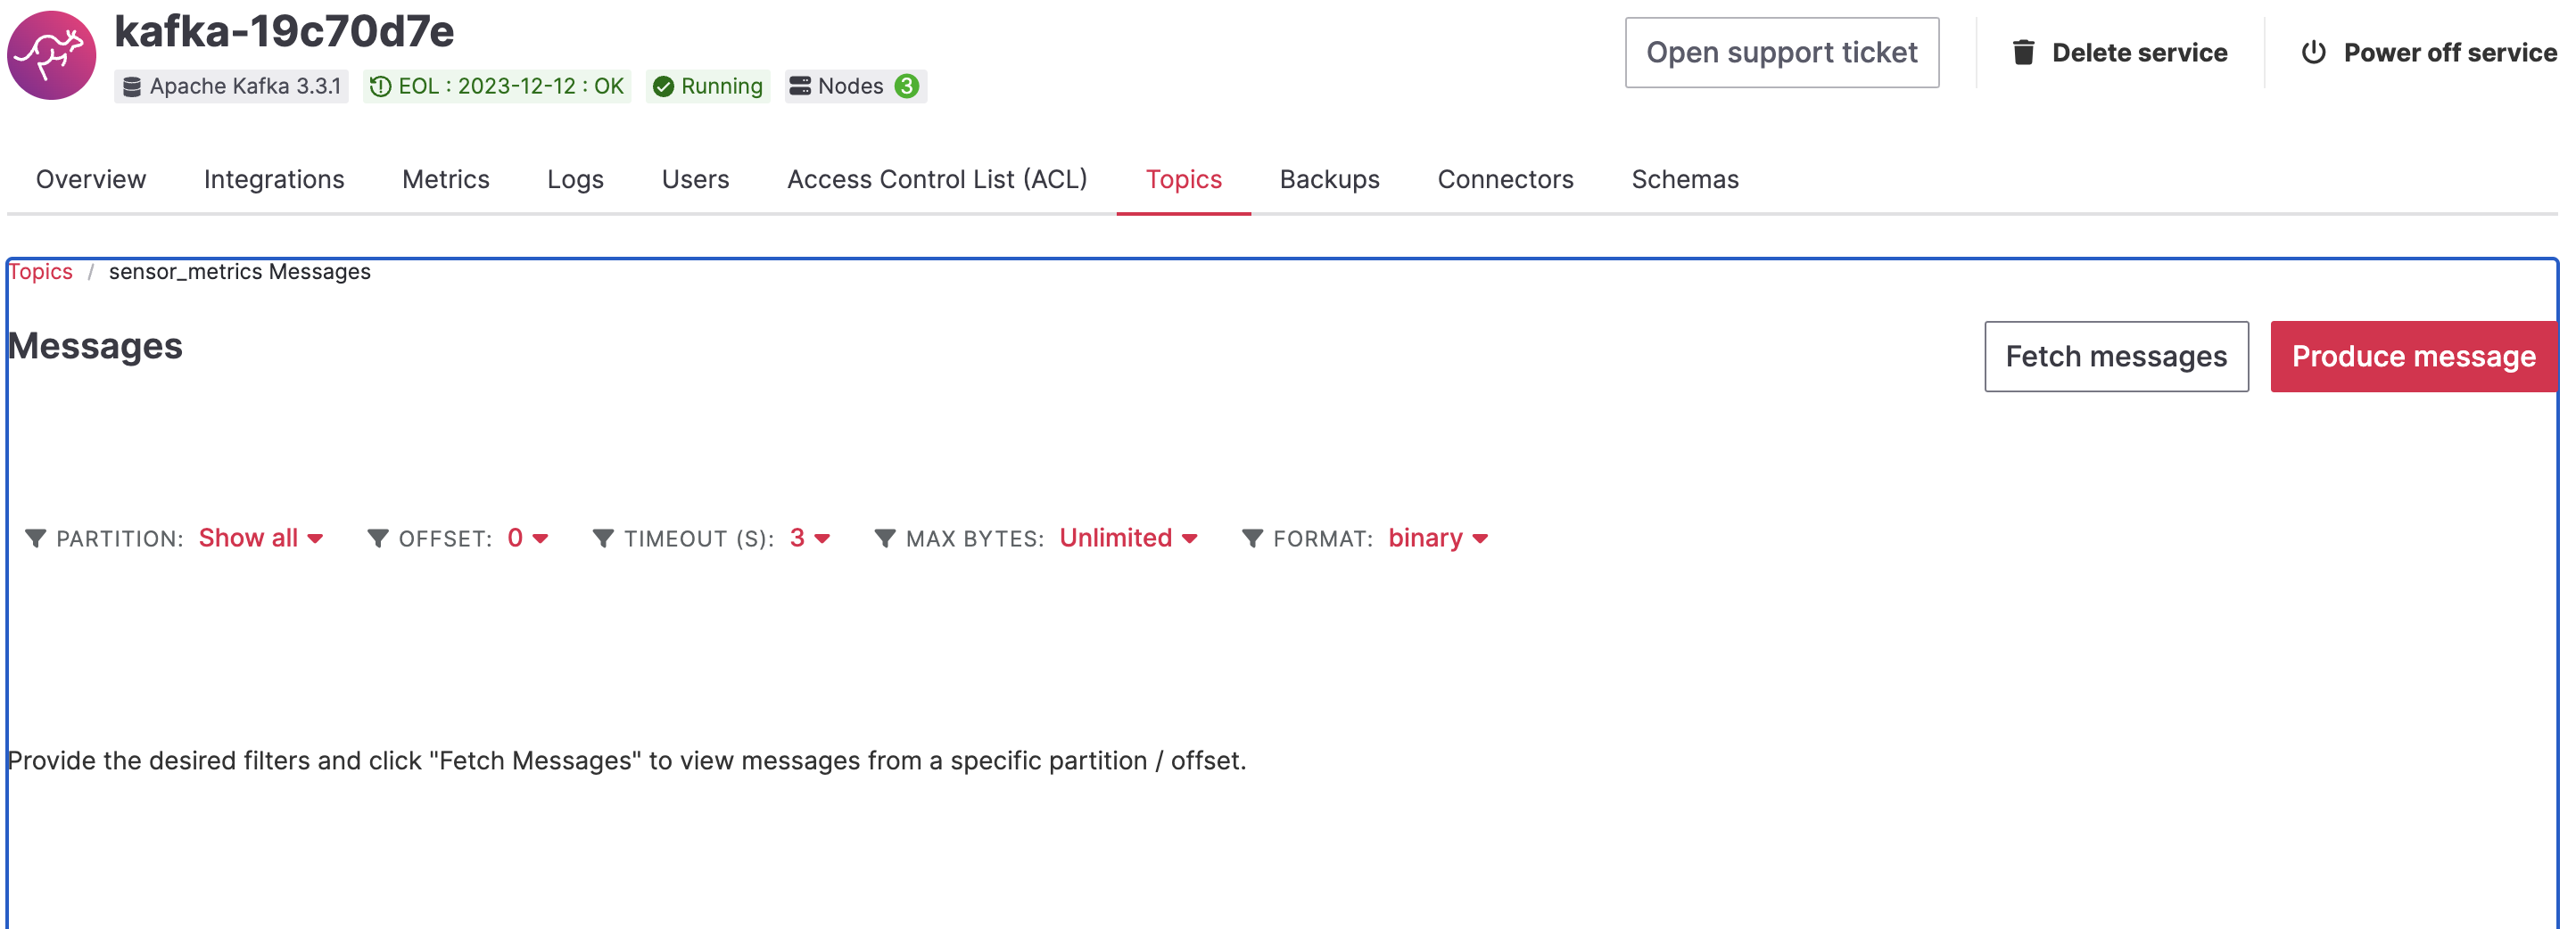 kafka-19c70d7e
Apache Kafka 3.3.1 EOL : 2023-12-12 : OK Running Nodes 3
Open support ticket Delete service Power off service
Overview Integrations Metrics Logs Users Access Control List (ACL) Topics Backups Connectors Schemas
Topics / sensor_metrics Messages
Messages
Fetch messages Produce message
PARTITION: Show all OFFSET: 0 TIMEOUT (S): 3 MAX BYTES: Unlimited FORMAT: binary
Provide the desired filters and click "Fetch Messages" to view messages from a specific partition / offset.